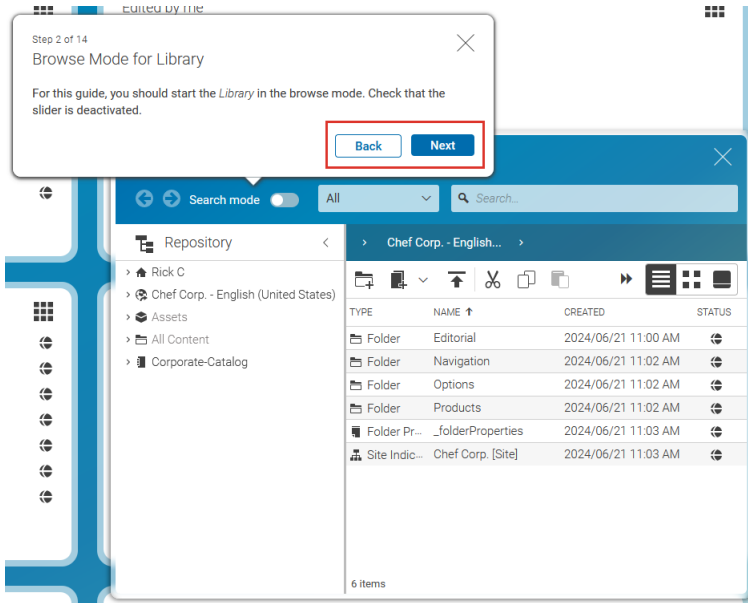 Edited by me
Step 2 of 14
Browse Mode for Library
For this guide, you should start the Library in the browse mode. Check that the
slider is deactivated.
Back
Next
Search mode
All
Search...
Repository
Chef Corp. - English...
Rick C
Chef Corp. - English (United States)
Assets
All Content
Corporate-Catalog
TYPE NAME CREATED STATUS
Folder Editorial 2024/06/21 11:00 AM
Folder Navigation 2024/06/21 11:02 AM
Folder Options 2024/06/21 11:02 AM
Folder Products 2024/06/21 11:02 AM
Folder Pr... _folderProperties 2024/06/21 11:03 AM
Site Indic... Chef Corp. [Site] 2024/06/21 11:03 AM
6 items